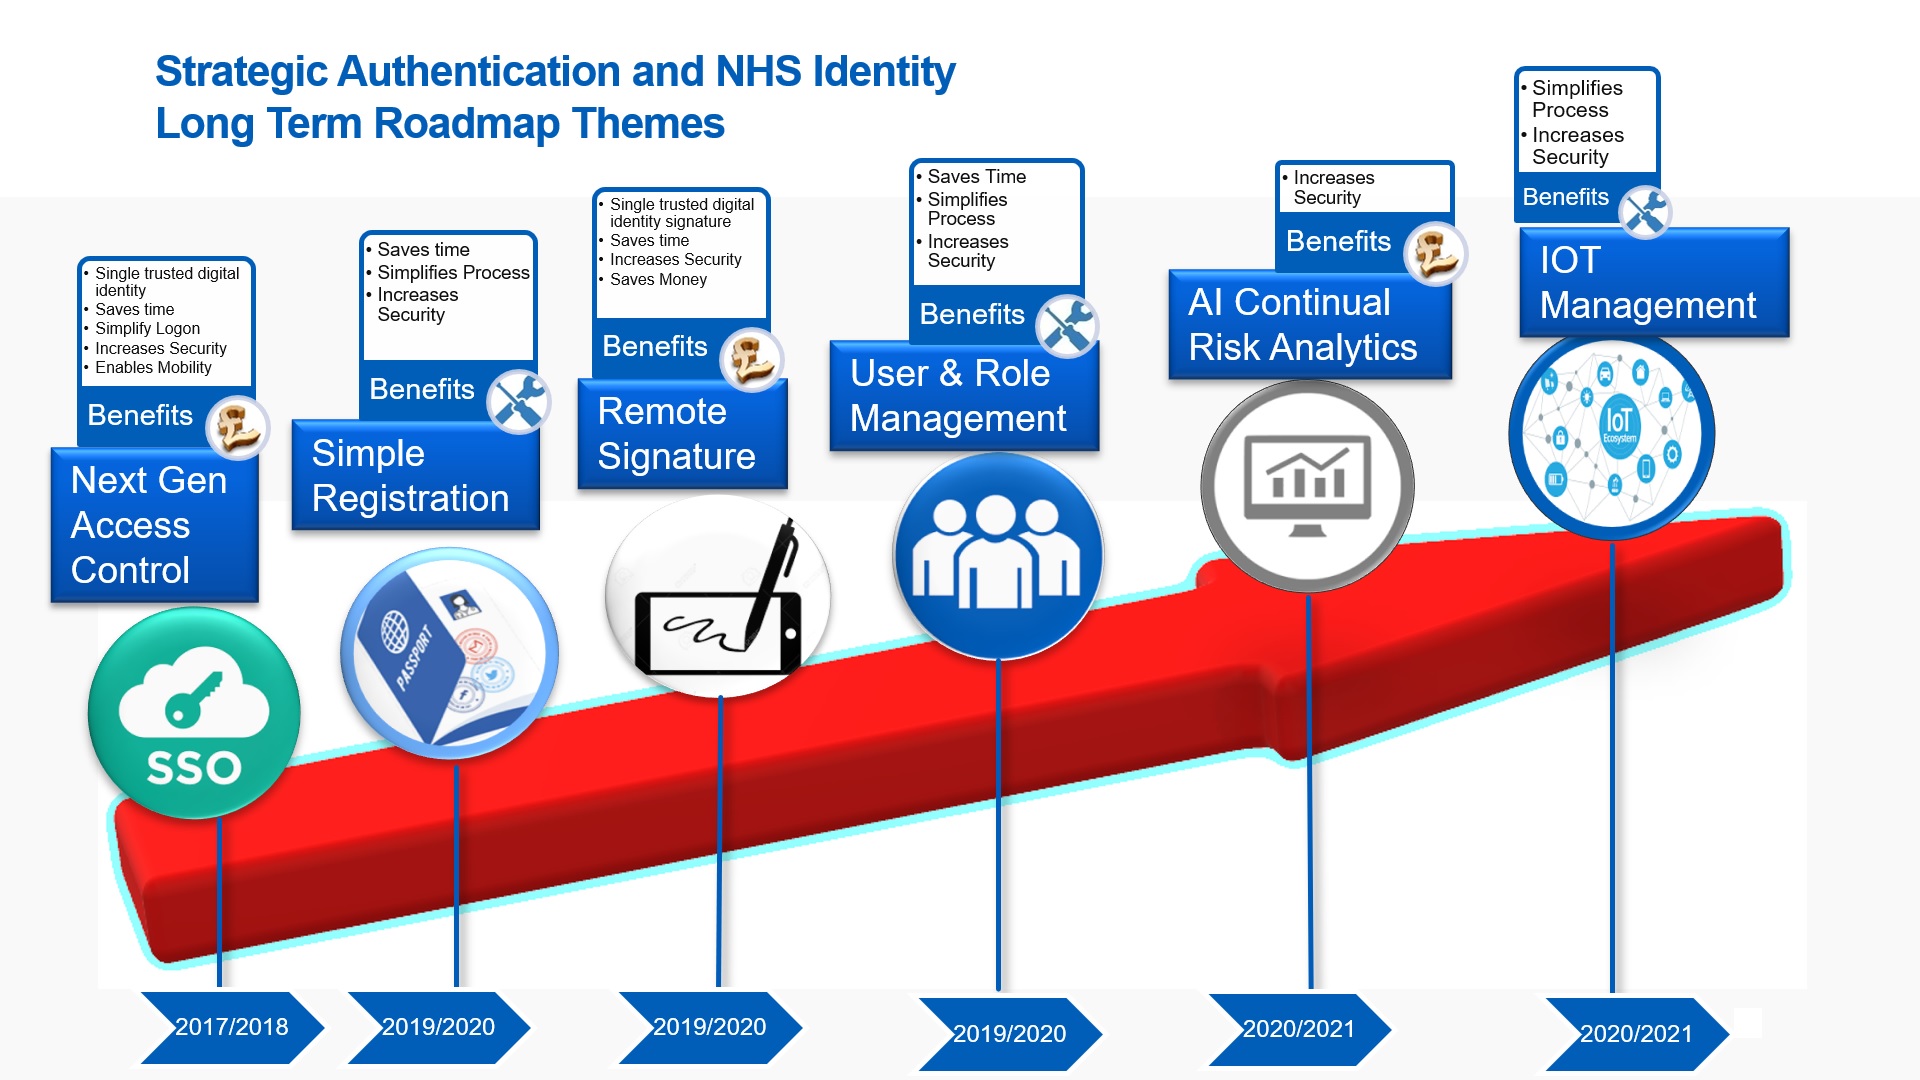 Strategic Authentication and NHS Identity
Long Term Roadmap Themes
• Single trusted digital
identity
• Saves time
• Simplify Logon
• Increases Security
• Enables Mobility
Benefits
Next Gen
Access
Control
SSO
2017/2018
• Saves time
• Simplifies Process
• Increases
Security
Benefits
Simple
Registration
PASSPORT
2019/2020
• Single trusted digital
identity signature
• Saves time
• Increases Security
• Saves Money
Benefits
Remote
Signature
2019/2020
• Saves Time
• Simplifies
Process
• Increases
Security
Benefits
User & Role
Management
2019/2020
• Increases
Security
Benefits
AI Continual
Risk Analytics
2020/2021
• Simplifies
Process
• Increases
Security
Benefits
IOT
Management
IoT
Ecosystem
2020/2021